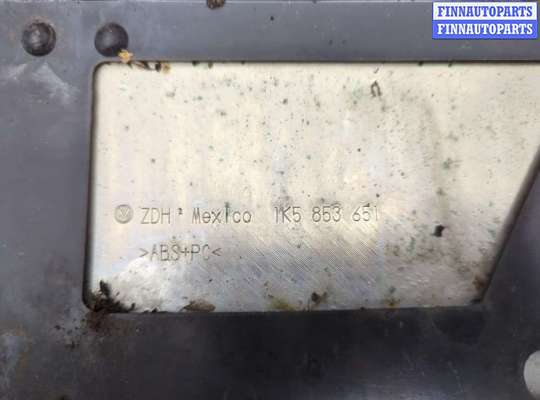 FINNAUTOPARTS
FINNAUTOPARTS
ZDH Mexico 1K5 853 651
>ABS+PC<